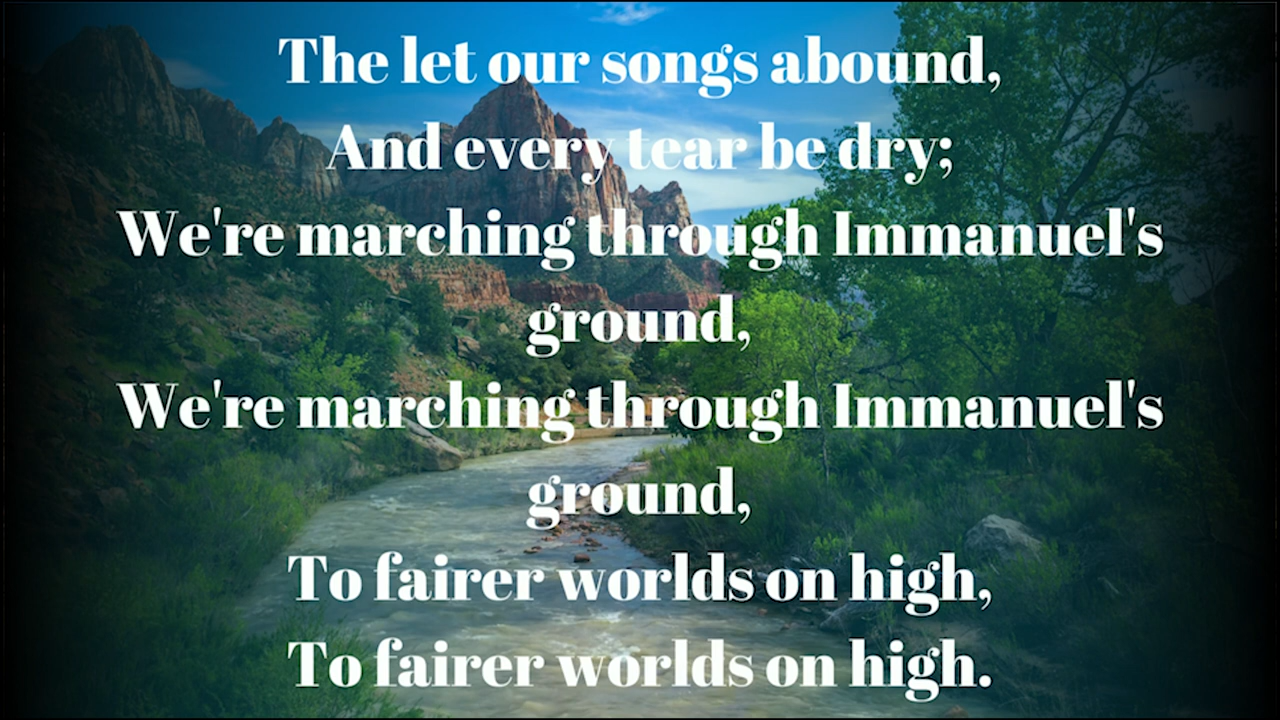 The let our songs abound,
And every tear be dry;
We're marching through Immanuel's
ground,
We're marching through Immanuel's
ground,
To fairer worlds on high,
To fairer worlds on high.